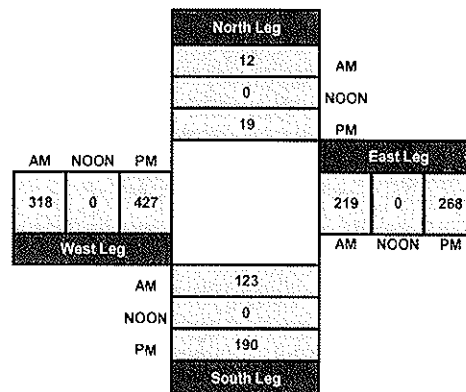 North Leg
12 AM
0 NOON
19 PM
AM NOON PM
East Leg
318 0 427
219 0 268
West Leg
AM NOON PM
AM 123
NOON 0
PM 190
South Leg